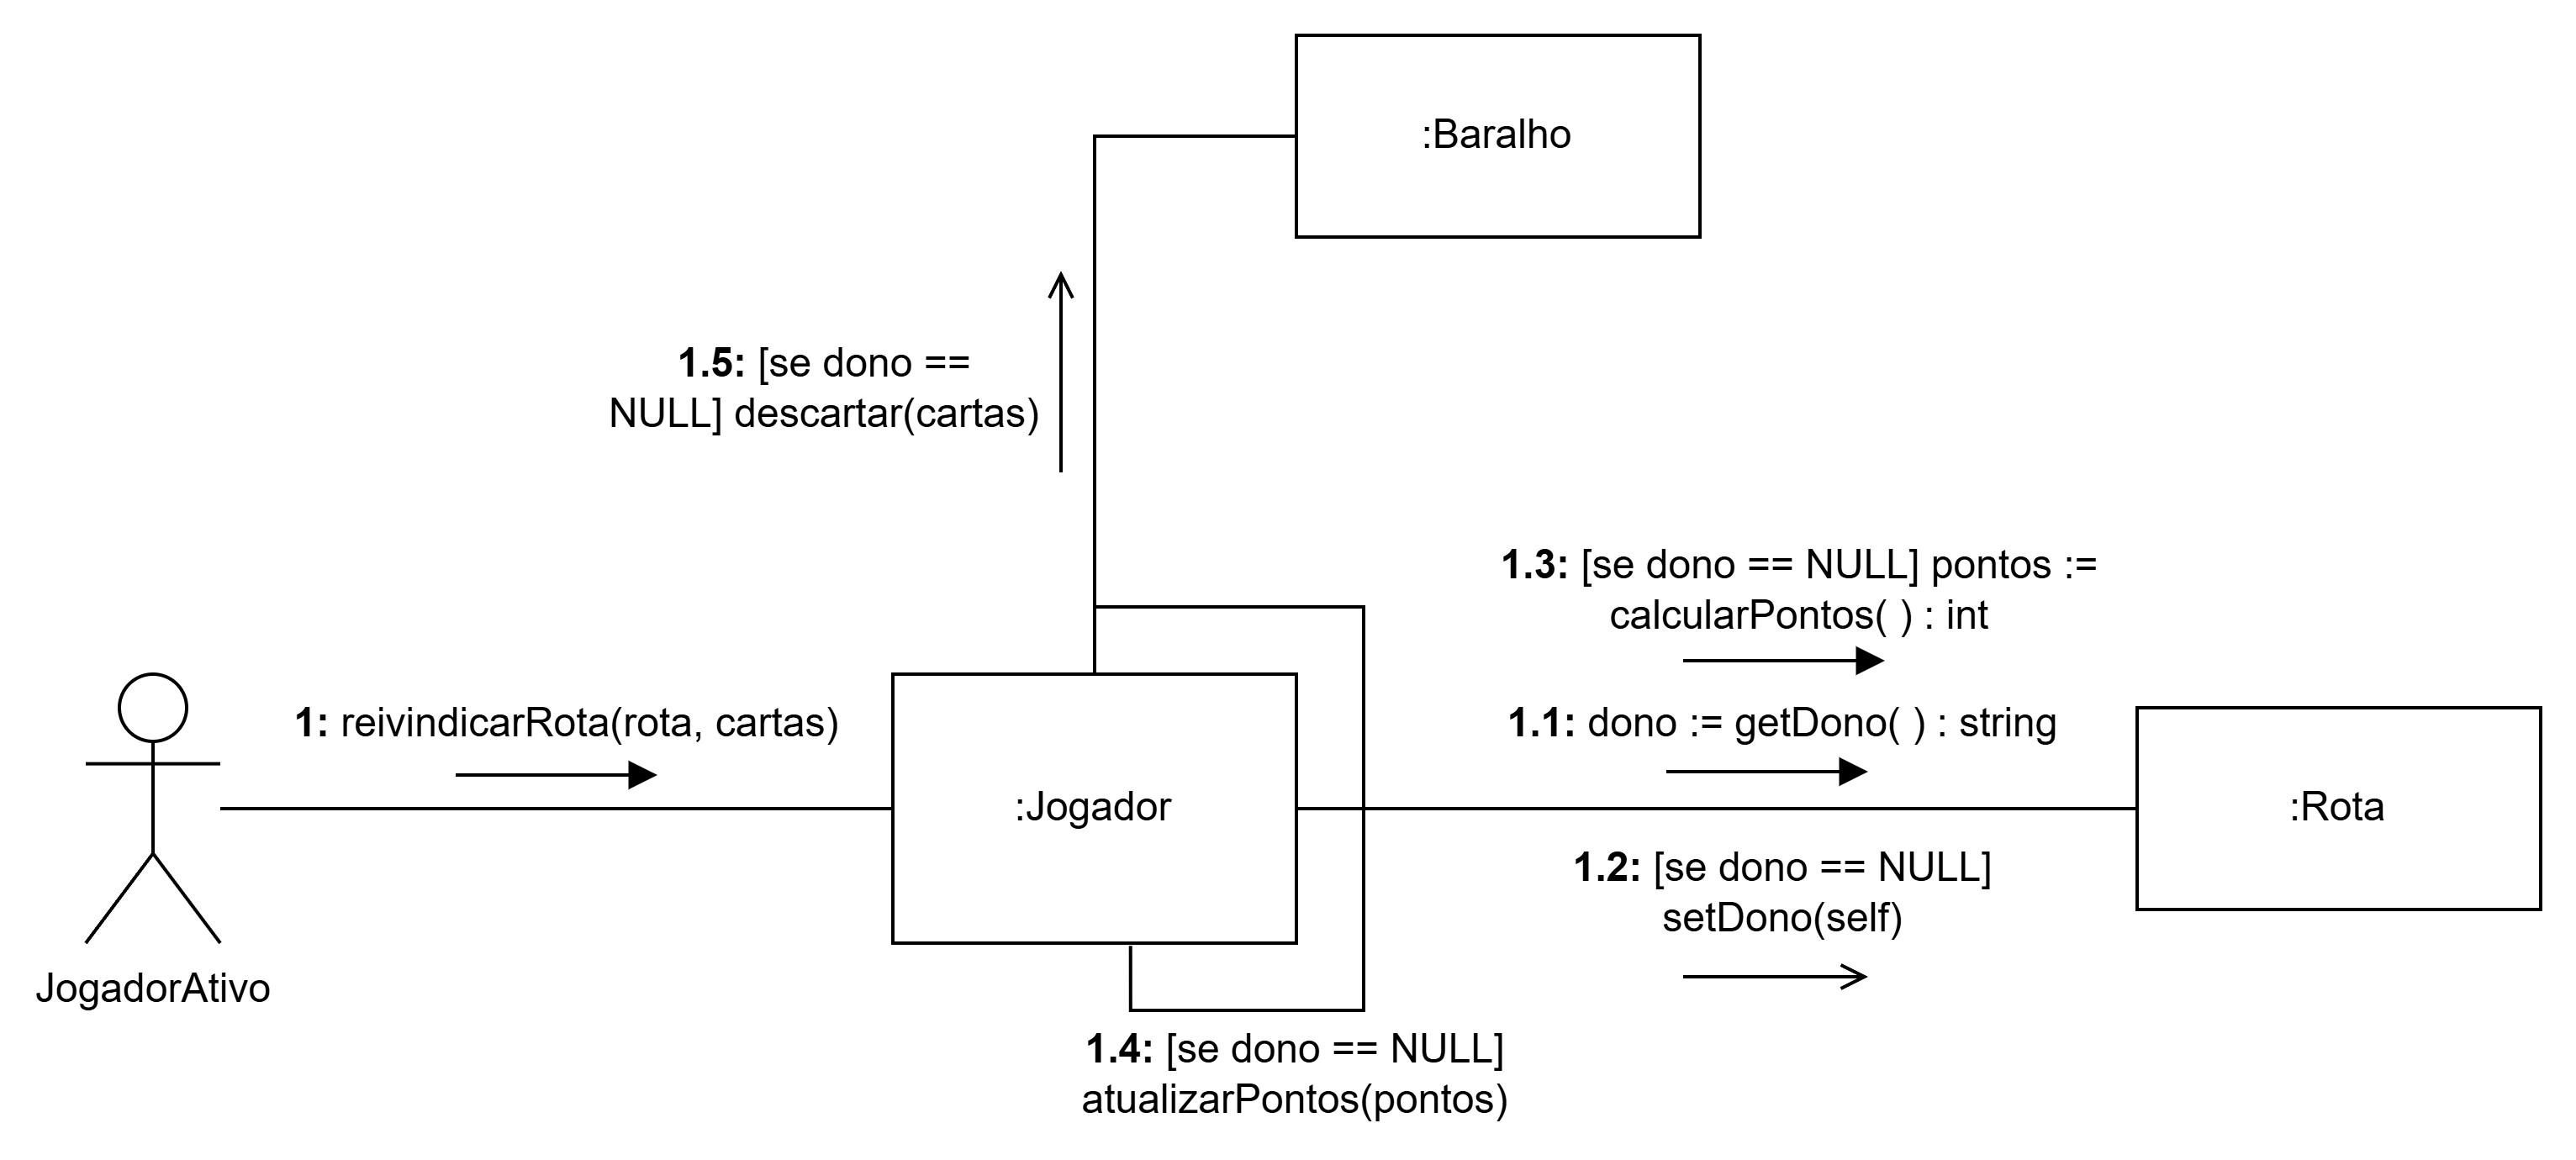 :Baralho
1.5: [se dono ==
NULL] descartar(cartas)
1.3: [se dono == NULL] pontos :=
calcularPontos( ) : int
1: reivindicarRota(rota, cartas)
1.1: dono := getDono( ) : string
:Jogador
:Rota
1.2: [se dono == NULL]
setDono(self)
JogadorAtivo
1.4: [se dono == NULL]
atualizarPontos(pontos)